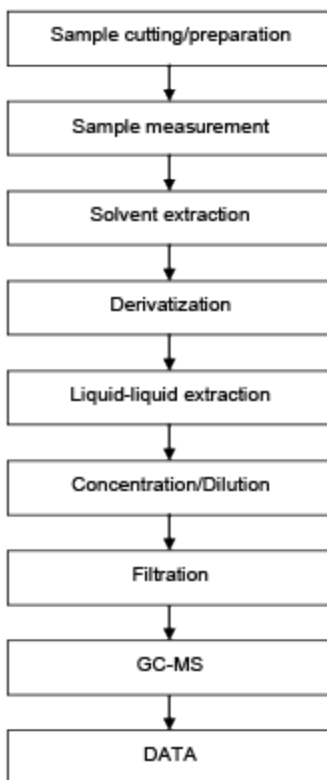 Sample cutting/preparation
Sample measurement
Solvent extraction
Derivatization
Liquid-liquid extraction
Concentration/Dilution
Filtration
GC-MS
DATA